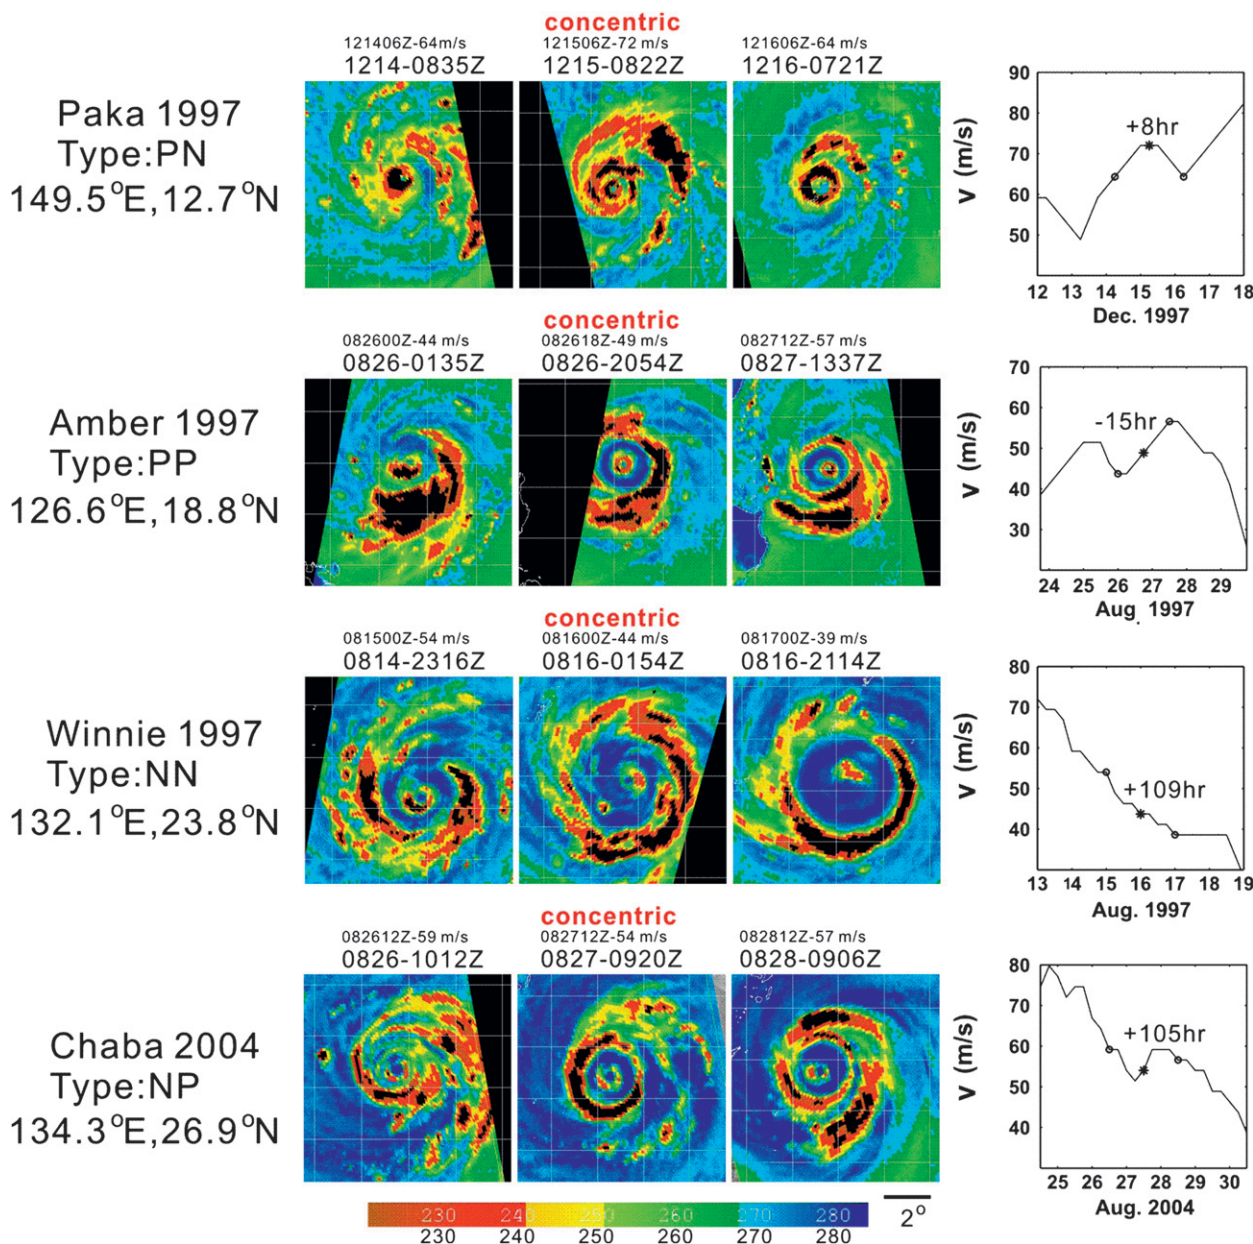 concentric
121406Z-64m/s 121506Z-72 m/s 121606Z-64 m/s
1214-0835Z 1215-0822Z 1216-0721Z
Paka 1997
Type:PN
149.5°E,12.7°N
V (m/s)
90
80
70
60
50
+8hr
12 13 14 15 16 17 18
Dec. 1997
concentric
082600Z-44 m/s 082618Z-49 m/s 082712Z-57 m/s
0826-0135Z 0826-2054Z 0827-1337Z
Amber 1997
Type:PP
126.6°E,18.8°N
V (m/s)
70
60
50
40
30
-15hr
24 25 26 27 28 29
Aug. 1997
concentric
081500Z-54 m/s 081600Z-44 m/s 081700Z-39 m/s
0814-2316Z 0816-0154Z 0816-2114Z
Winnie 1997
Type:NN
132.1°E,23.8°N
V (m/s)
80
70
60
50
40
+109hr
13 14 15 16 17 18 19
Aug. 1997
concentric
082612Z-59 m/s 082712Z-54 m/s 082812Z-57 m/s
0826-1012Z 0827-0920Z 0828-0906Z
Chaba 2004
Type:NP
134.3°E,26.9°N
V (m/s)
80
70
60
50
40
+105hr
25 26 27 28 29 30
Aug. 2004
230 240 250 260 270 280
230 240 250 260 270 280
2°